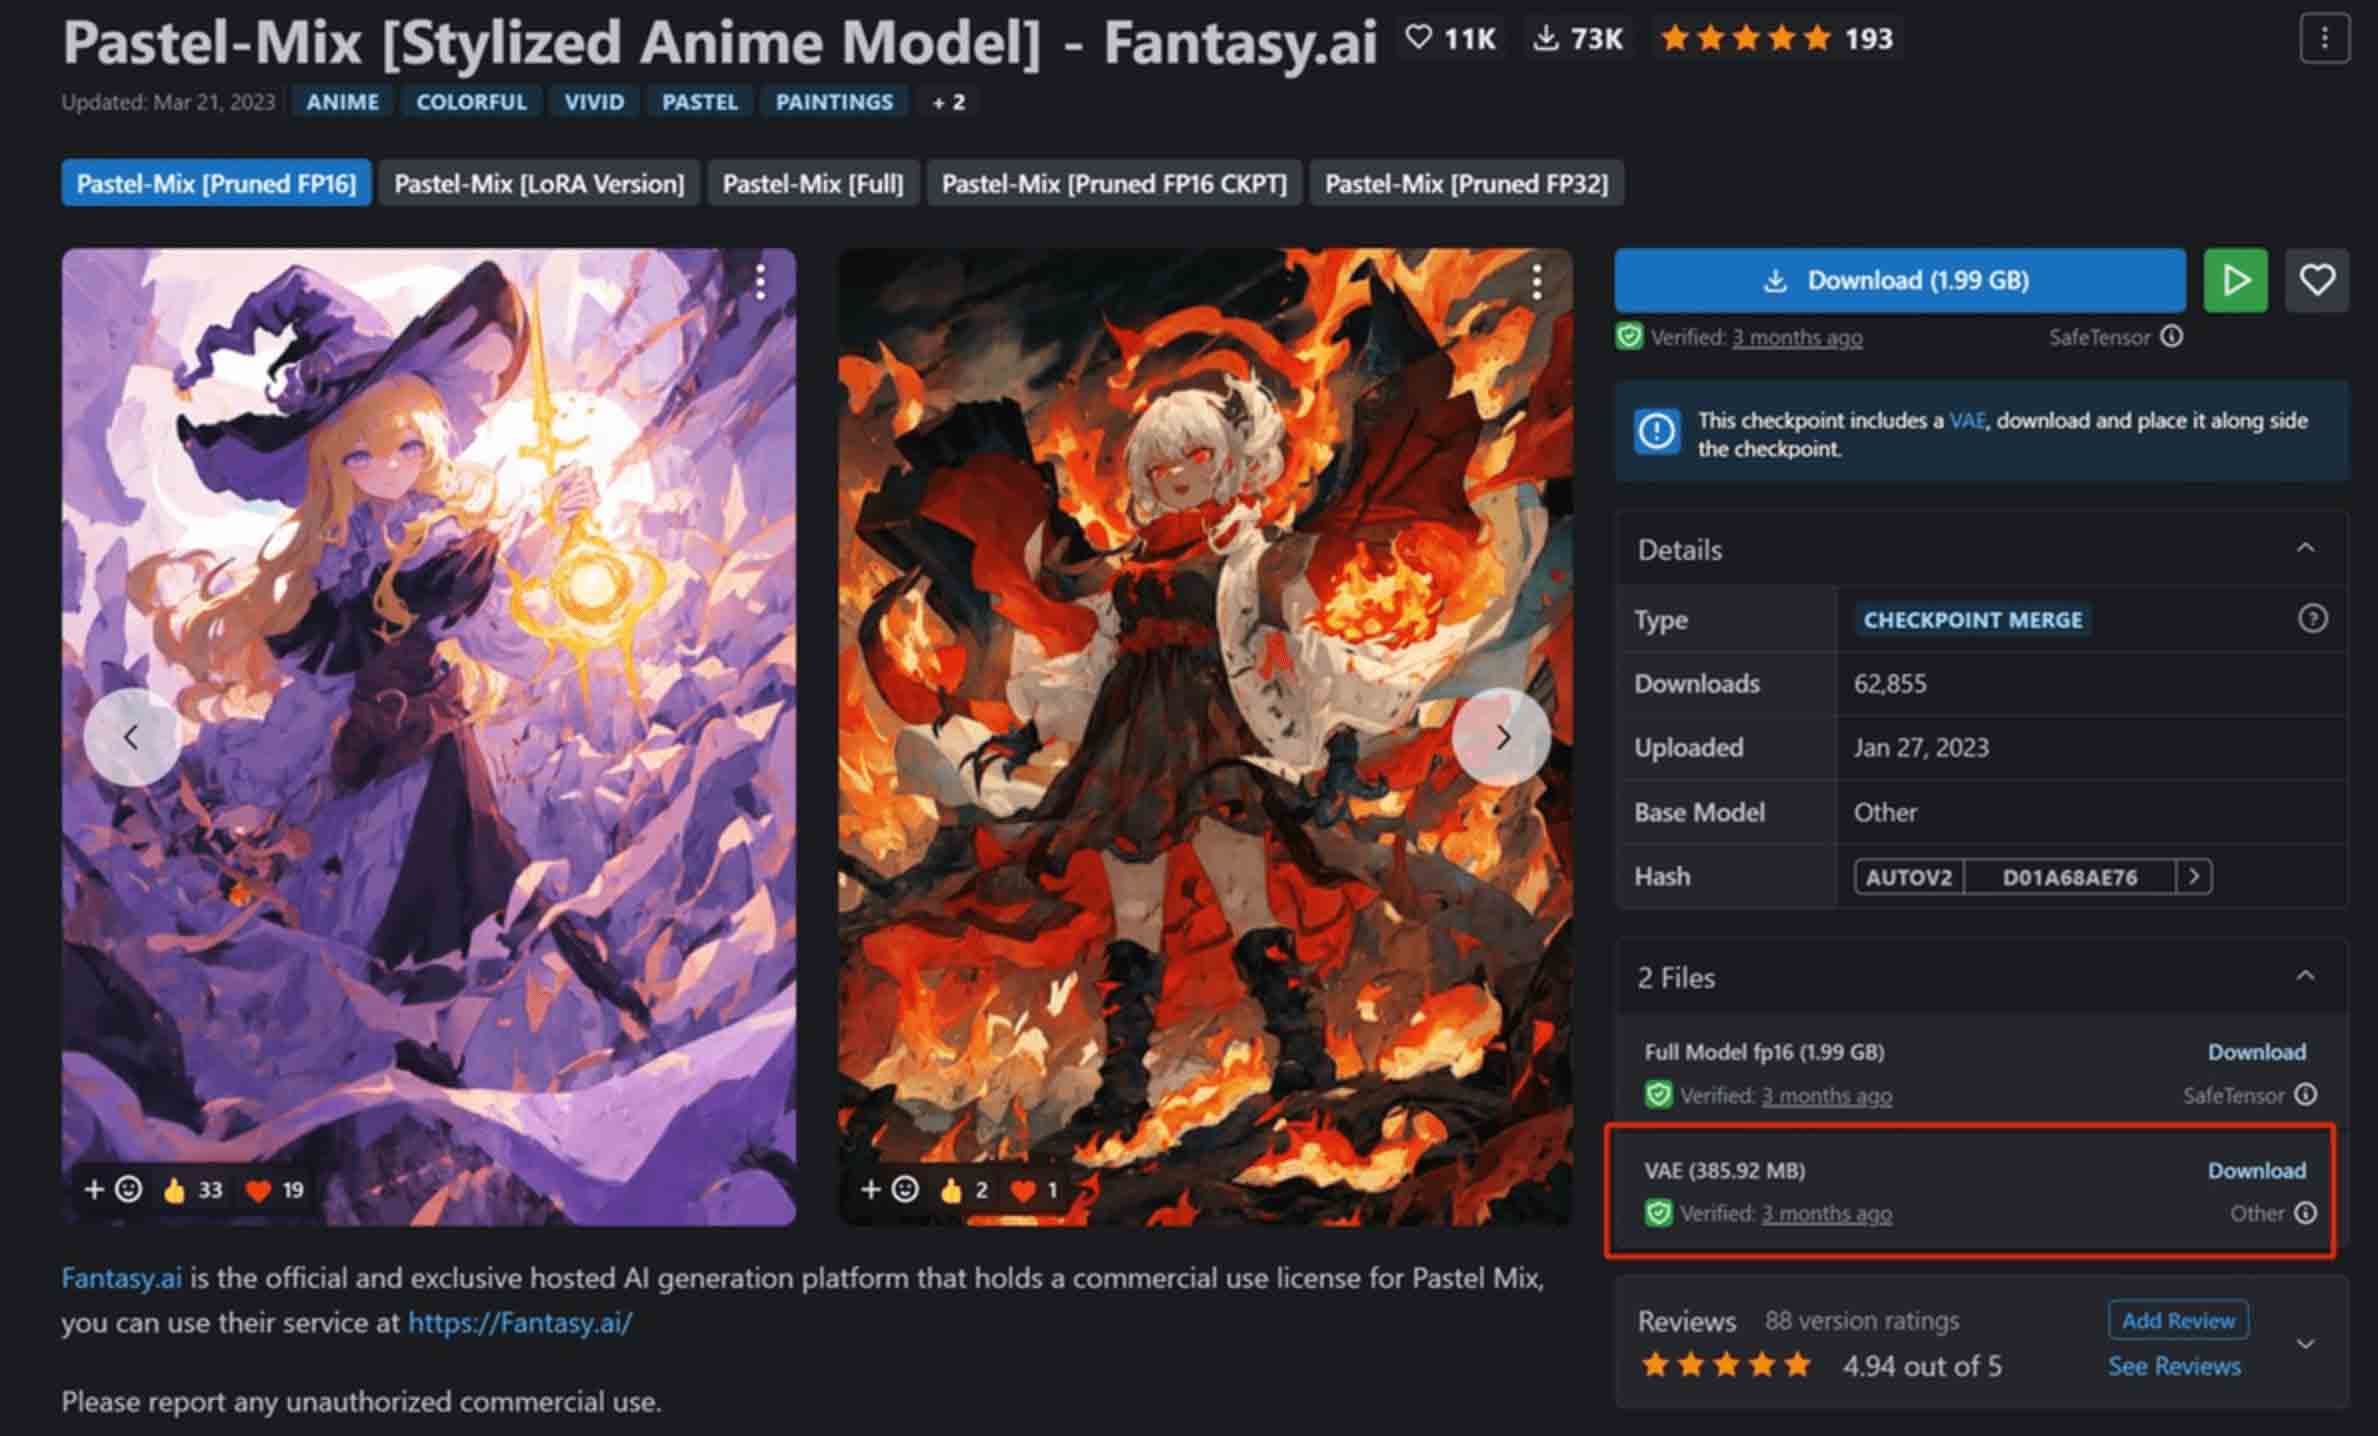 Pastel-Mix [Stylized Anime Model] - Fantasy.ai 11K 73K 193
Updated: Mar 21, 2023 ANIME COLORFUL VIVID PASTEL PAINTINGS + 2
Pastel-Mix [Pruned FP16] Pastel-Mix [LoRA Version] Pastel-Mix [Full] Pastel-Mix [Pruned FP16 CKPT] Pastel-Mix [Pruned FP32]
Download (1.99 GB)
Verified: 3 months ago SafeTensor
This checkpoint includes a VAE, download and place it along side
the checkpoint.
Details
Type CHECKPOINT MERGE
Downloads 62,855
Uploaded Jan 27, 2023
Base Model Other
Hash AUTOV2 D01A68AE76
2 Files
Full Model fp16 (1.99 GB) Download
Verified: 3 months ago SafeTensor
VAE (385.92 MB) Download
Verified: 3 months ago Other
Reviews 88 version ratings Add Review
4.94 out of 5 See Reviews
+ 33 19
+ 2 1
Fantasy.ai is the official and exclusive hosted AI generation platform that holds a commercial use license for Pastel Mix,
you can use their service at https://Fantasy.ai/
Please report any unauthorized commercial use.